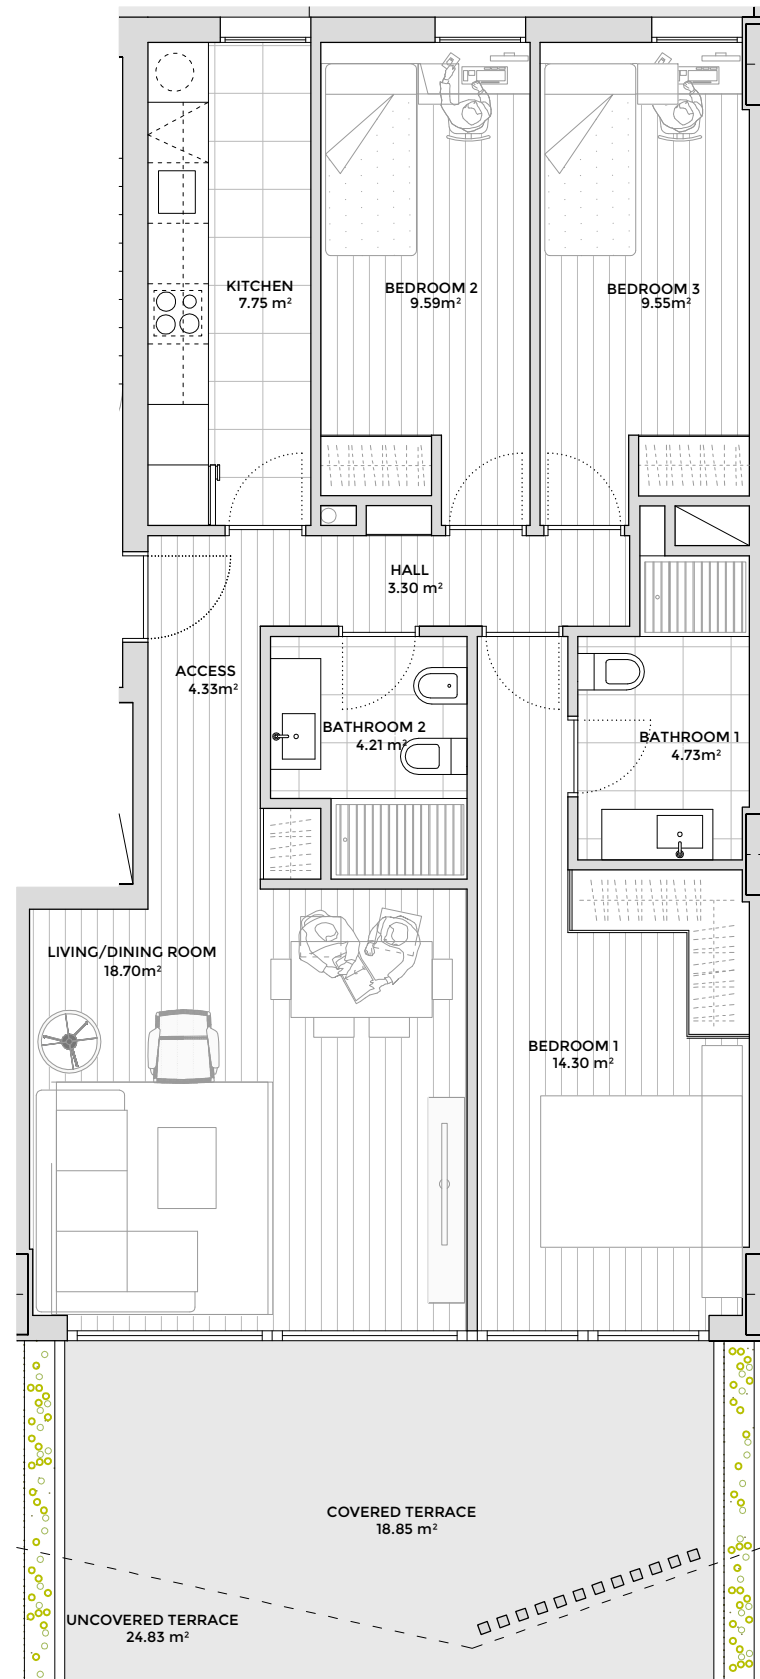 KITCHEN
7.75 m²
BEDROOM 2
9.59m²
BEDROOM 3
9.55m²
HALL
3.30 m²
ACCESS
4.33m²
BATHROOM 2
4.21 m²
BATHROOM 1
4.73m²
LIVING/DINING ROOM
18.70m²
BEDROOM 1
14.30 m²
COVERED TERRACE
18.85 m²
UNCOVERED TERRACE
24.83 m²